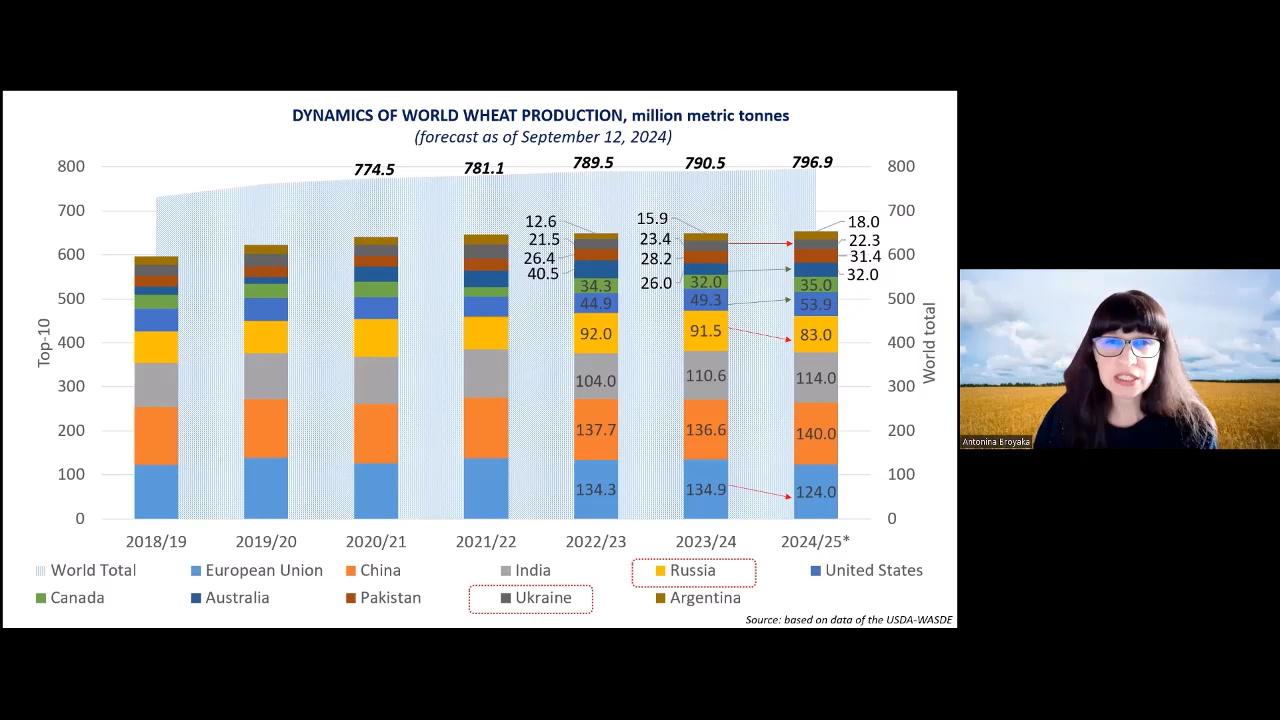 DYNAMICS OF WORLD WHEAT PRODUCTION, million metric tonnes
(forecast as of September 12, 2024)
800 774.5 781.1 789.5 790.5 796.9 800
700 12.6 15.9 18.0 700
600 21.5 23.4 22.3 600
26.4 28.2 31.4
40.5 26.0 32.0
500 34.3 32.0 35.0 500
44.9 49.3 53.9
400 92.0 91.5 83.0 400
Top-10 World total
300 104.0 110.6 114.0 300
200 137.7 136.6 140.0 200
100 134.3 134.9 124.0 100
0 0
2018/19 2019/20 2020/21 2021/22 2022/23 2023/24 2024/25*
World Total European Union China India Russia United States
Canada Australia Pakistan Ukraine Argentina
Source: based on data of the USDA-WASDE
Antonina Broyaka